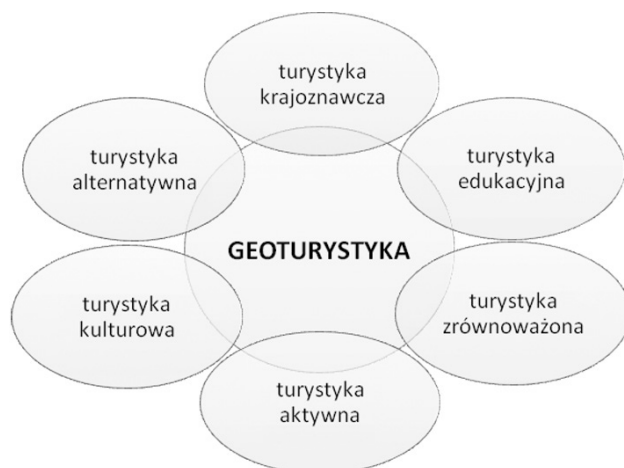 turystyka
krajoznawcza
turystyka
alternatywna
turystyka
edukacyjna
GEOTURYSTYKA
turystyka
kulturowa
turystyka
zrównoważona
turystyka
aktywna